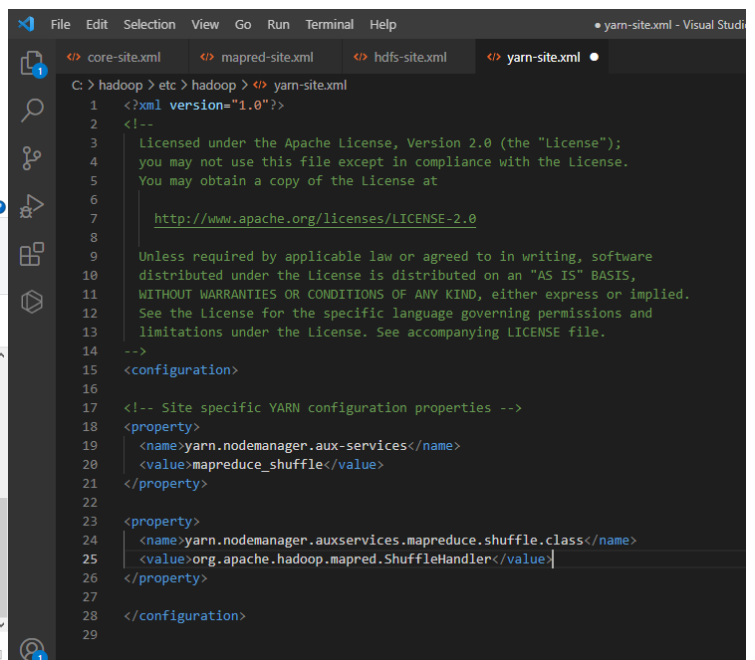 File Edit Selection View Go Run Terminal Help ● yarn-site.xml - Visual Studi
core-site.xml mapred-site.xml hdfs-site.xml yarn-site.xml ●
C: > hadoop > etc > hadoop > yarn-site.xml
1 <?xml version="1.0"?>
2 <!--
3 Licensed under the Apache License, Version 2.0 (the "License");
4 you may not use this file except in compliance with the License.
5 You may obtain a copy of the License at
6
7 http://www.apache.org/licenses/LICENSE-2.0
8
9 Unless required by applicable law or agreed to in writing, software
10 distributed under the License is distributed on an "AS IS" BASIS,
11 WITHOUT WARRANTIES OR CONDITIONS OF ANY KIND, either express or implied.
12 See the License for the specific language governing permissions and
13 limitations under the License. See accompanying LICENSE file.
14 -->
15 <configuration>
16
17 <!-- Site specific YARN configuration properties -->
18 <property>
19 <name>yarn.nodemanager.aux-services</name>
20 <value>mapreduce_shuffle</value>
21 </property>
22
23 <property>
24 <name>yarn.nodemanager.auxservices.mapreduce.shuffle.class</name>
25 <value>org.apache.hadoop.mapred.ShuffleHandler</value>
26 </property>
27
28 </configuration>
29
1
1